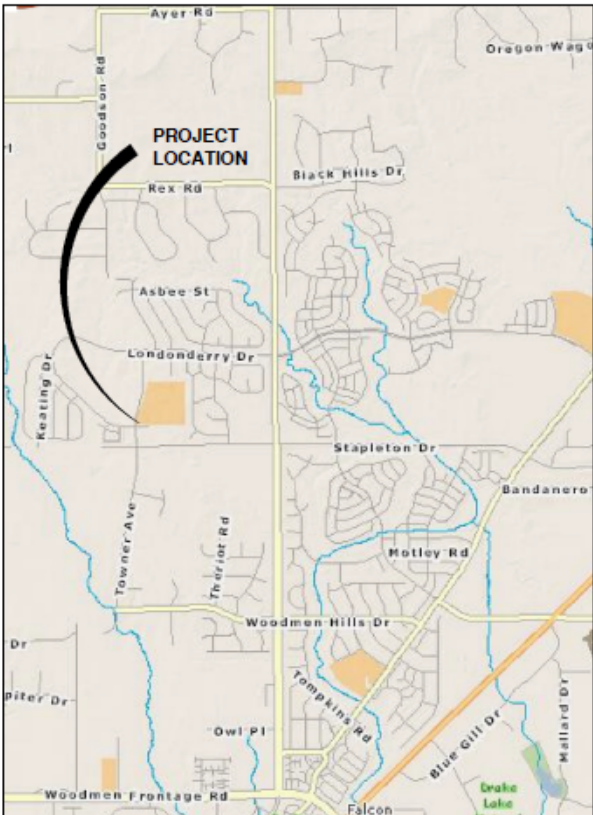 Ayer Rd
Oregon Wago
Goodson Rd
PROJECT
LOCATION
Black Hills Dr
Rex Rd
Asbee St
Londonderry Dr
Keating Dr
Stapleton Dr
Bandanero
Motley Rd
Towner Ave
Theriot Rd
Woodmen Hills Dr
Dr
piter Dr
Tompkins Rd
Owl Pl
Blue Gill Dr
Mallard Dr
Drake
Lake
Woodmen Frontage Rd
Falcon